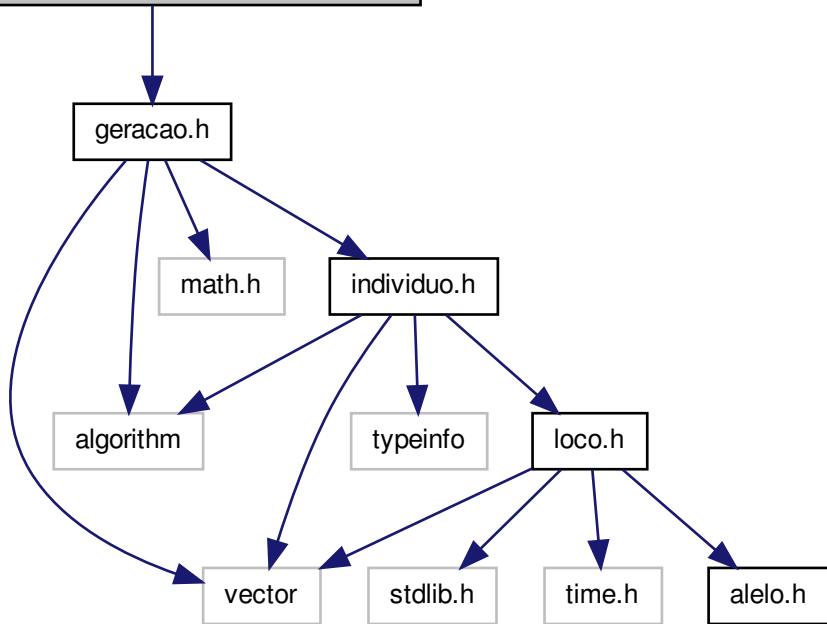 geracao.h
math.h
individuo.h
algorithm
typeinfo
loco.h
vector
stdlib.h
time.h
alelo.h